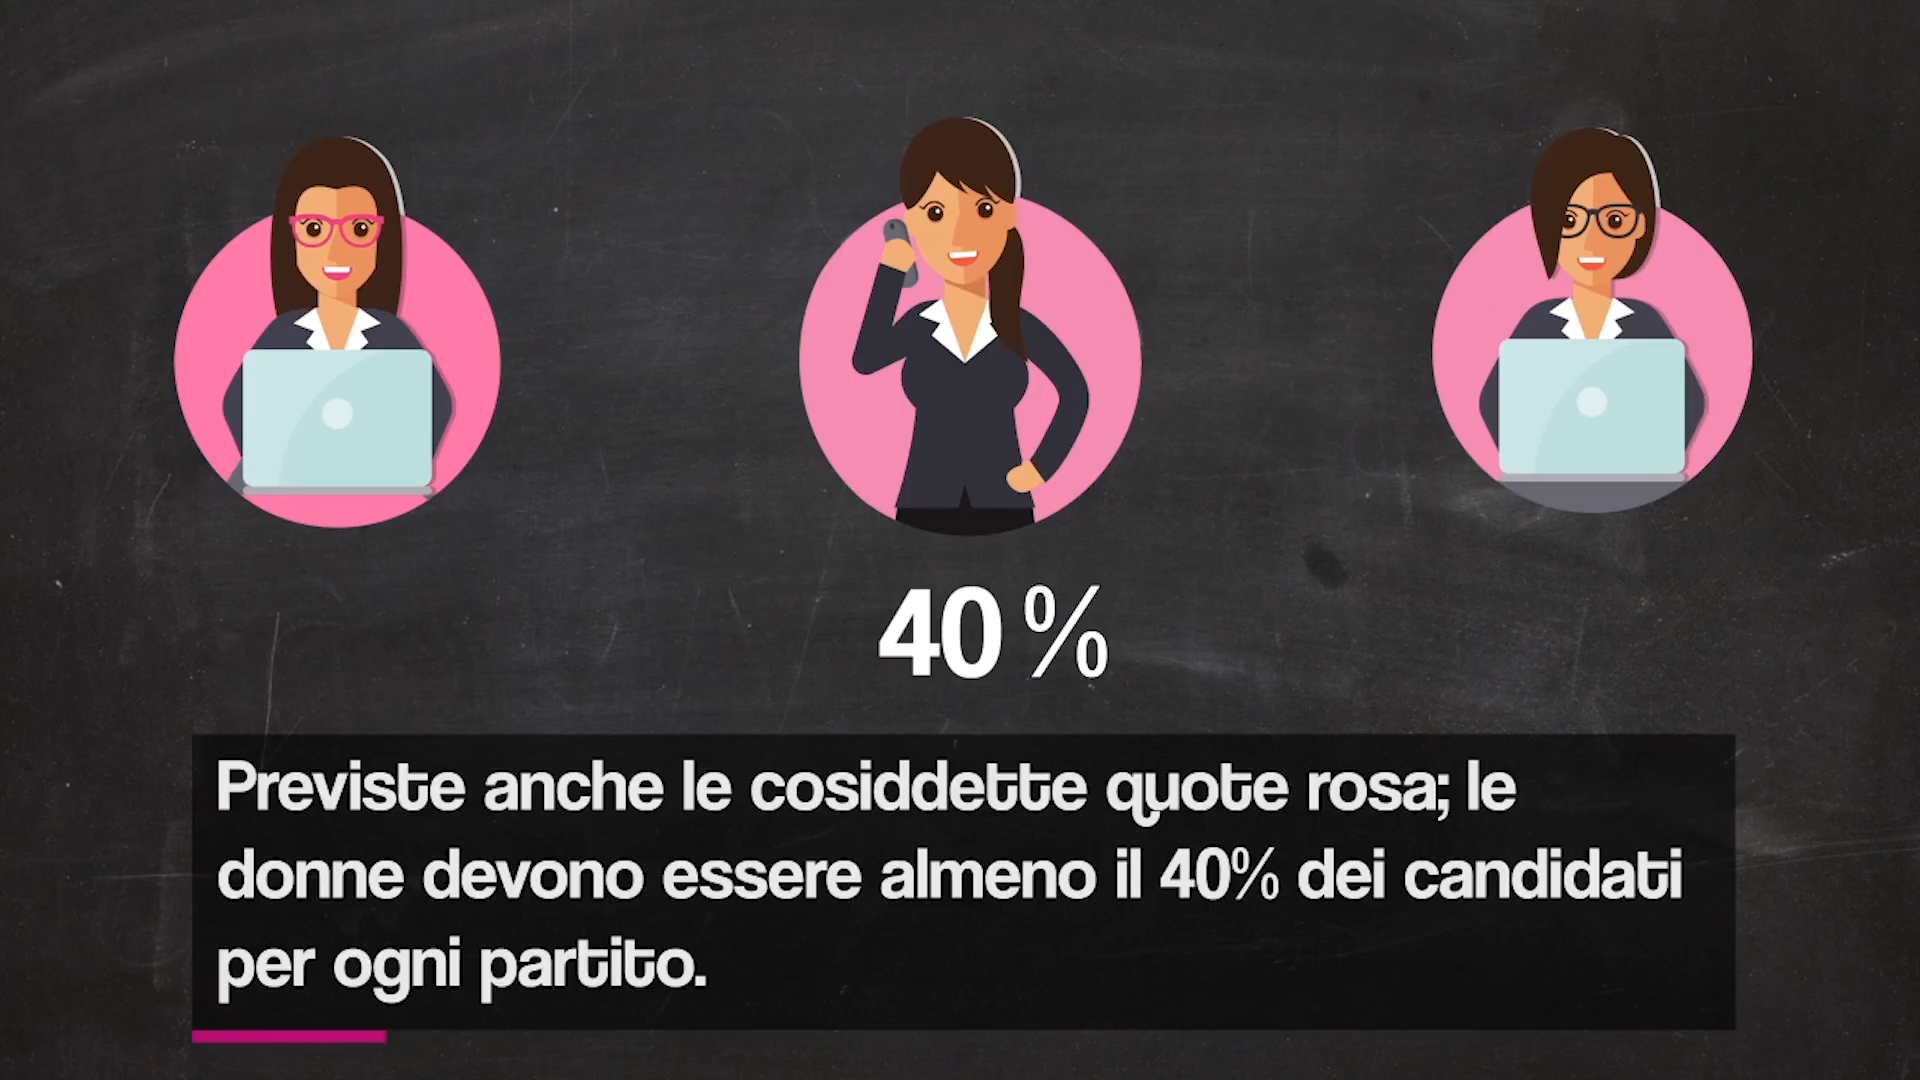 40 %
Previste anche le cosiddette quote rosa; le
donne devono essere almeno il 40% dei candidati
per ogni partito.